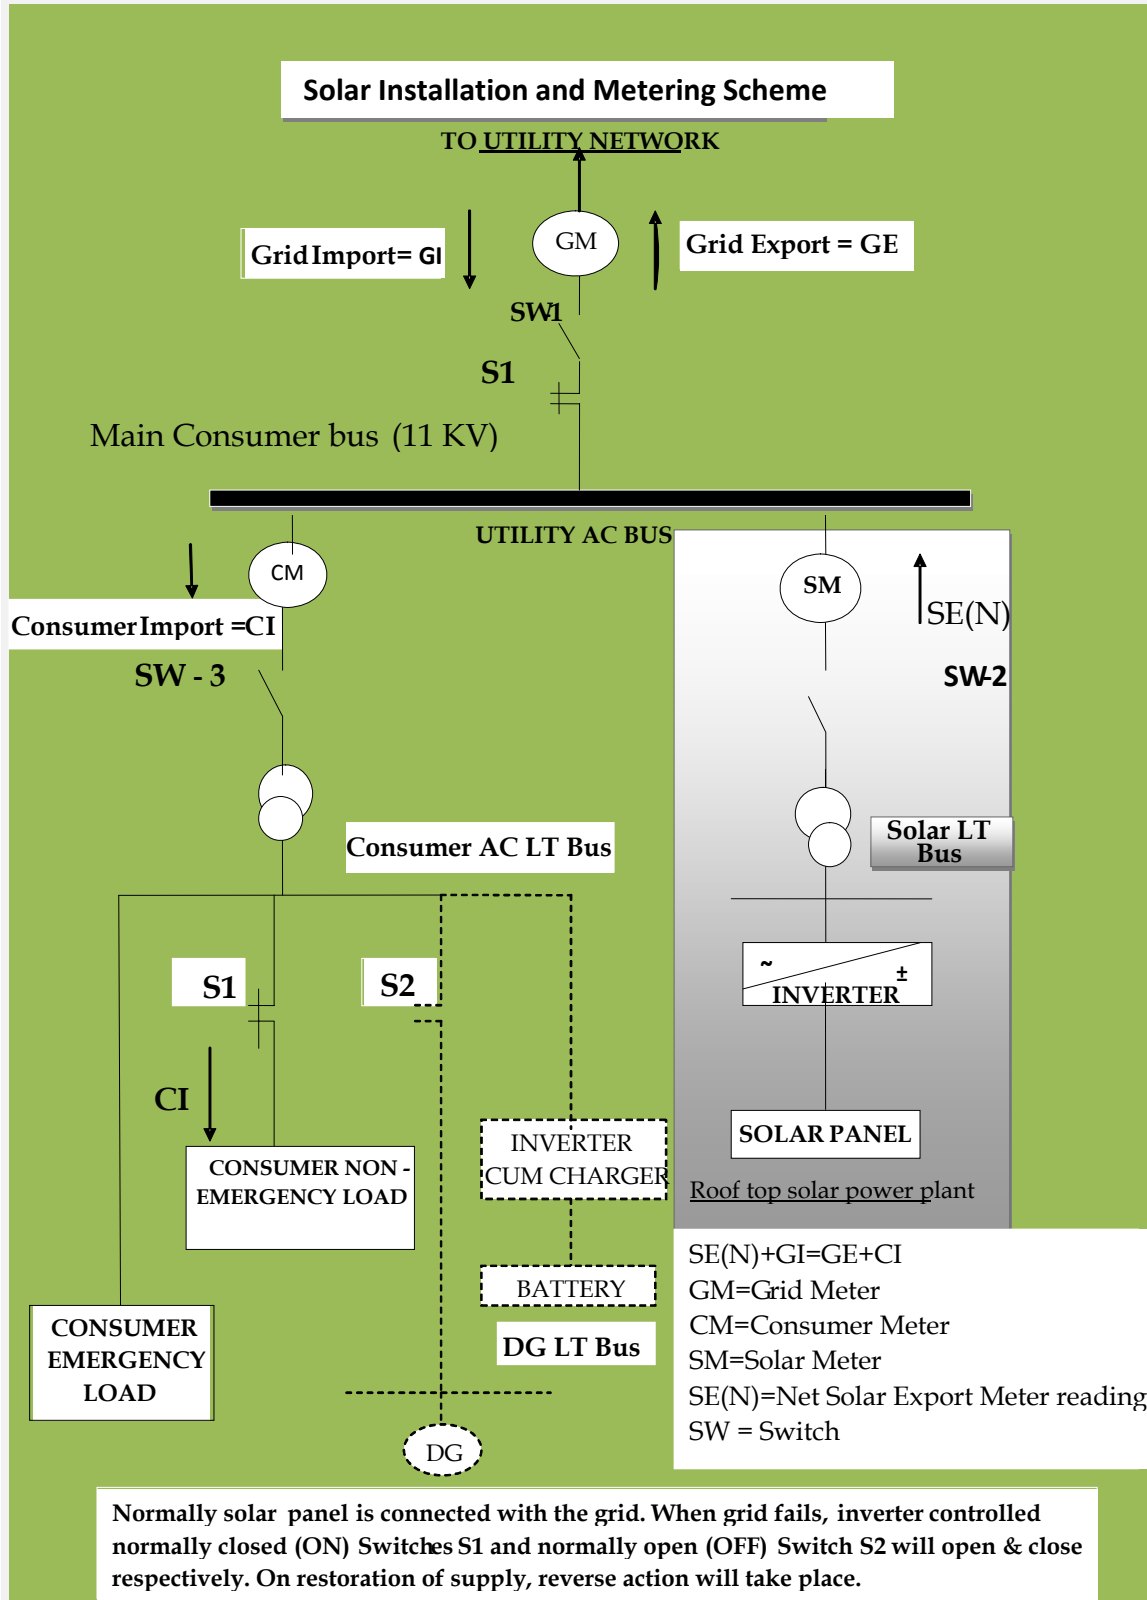 Solar Installation and Metering Scheme
TO UTILITY NETWORK
GM
Grid Import= GI
Grid Export = GE
SW-1
S1
Main Consumer bus (11 KV)
UTILITY AC BUS
CM
SM
Consumer Import =CI
SE(N)
SW - 3
SW-2
Consumer AC LT Bus
Solar LT
Bus
S1
S2
~
±
INVERTER
CI
SOLAR PANEL
INVERTER
CUM CHARGER
CONSUMER NON -
EMERGENCY LOAD
Roof top solar power plant
BATTERY
DG LT Bus
CONSUMER
EMERGENCY
LOAD
DG
SE(N)+GI=GE+CI
GM=Grid Meter
CM=Consumer Meter
SM=Solar Meter
SE(N)=Net Solar Export Meter reading
SW = Switch
Normally solar panel is connected with the grid. When grid fails, inverter controlled
normally closed (ON) Switches S1 and normally open (OFF) Switch S2 will open & close
respectively. On restoration of supply, reverse action will take place.